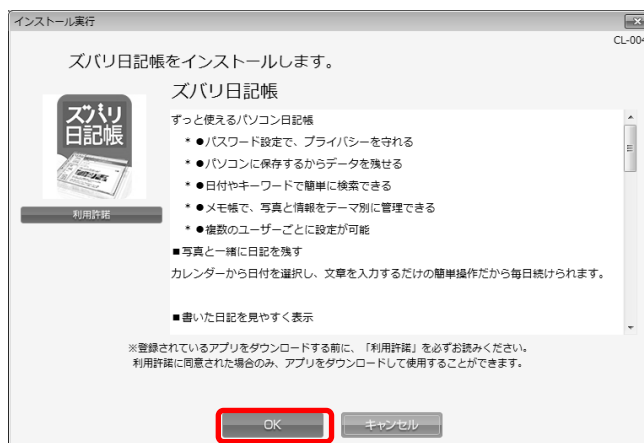 インストール実行
CL-004
ズバリ日記帳をインストールします。
ズバリ日記帳
ズバリ
日記帳
利用許諾
ずっと使えるパソコン日記帳
* ●パスワード設定で、プライバシーを守れる
* ●パソコンに保存するからデータを残せる
* ●日付やキーワードで簡単に検索できる
* ●メモ帳で、写真と情報をテーマ別に管理できる
* ●複数のユーザーごとに設定が可能
■写真と一緒に日記を残す
カレンダーから日付を選択し、文章を入力するだけの簡単操作だから毎日続けられます。
■書いた日記を見やすく表示
※登録されているアプリをダウンロードする前に、「利用許諾」を必ずお読みください。
利用許諾に同意された場合のみ、アプリをダウンロードして使用することができます。
OK
キャンセル